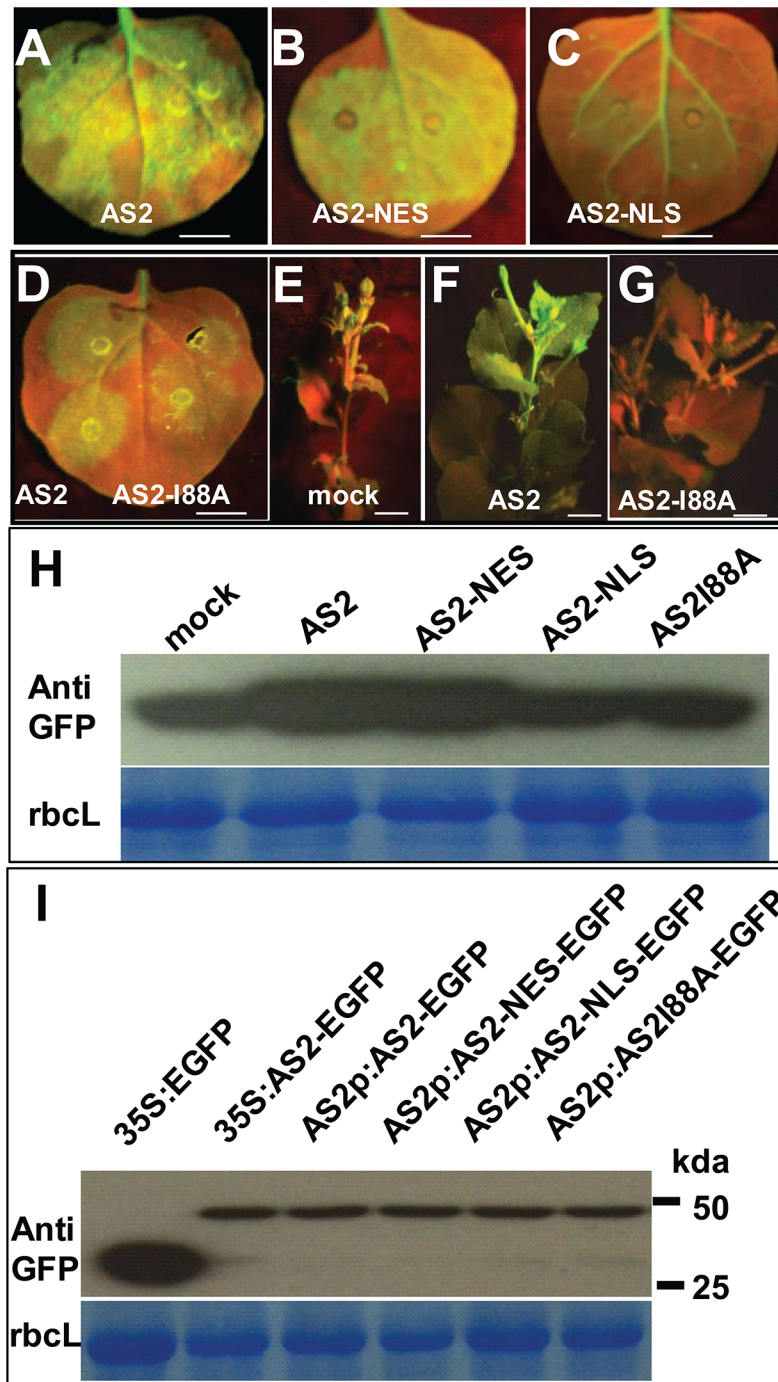 A
B
C
AS2
AS2-NES
AS2-NLS
D
E
F
G
AS2
AS2-I88A
mock
AS2
AS2-I88A
H
mock
AS2
AS2-NES
AS2-NLS
AS2I88A
Anti
GFP
rbcL
I
35S:EGFP
35S:AS2-EGFP
AS2p:AS2-EGFP
AS2p:AS2-NES-EGFP
AS2p:AS2-NLS-EGFP
AS2p:AS2I88A-EGFP
kda
50
Anti
GFP
25
rbcL